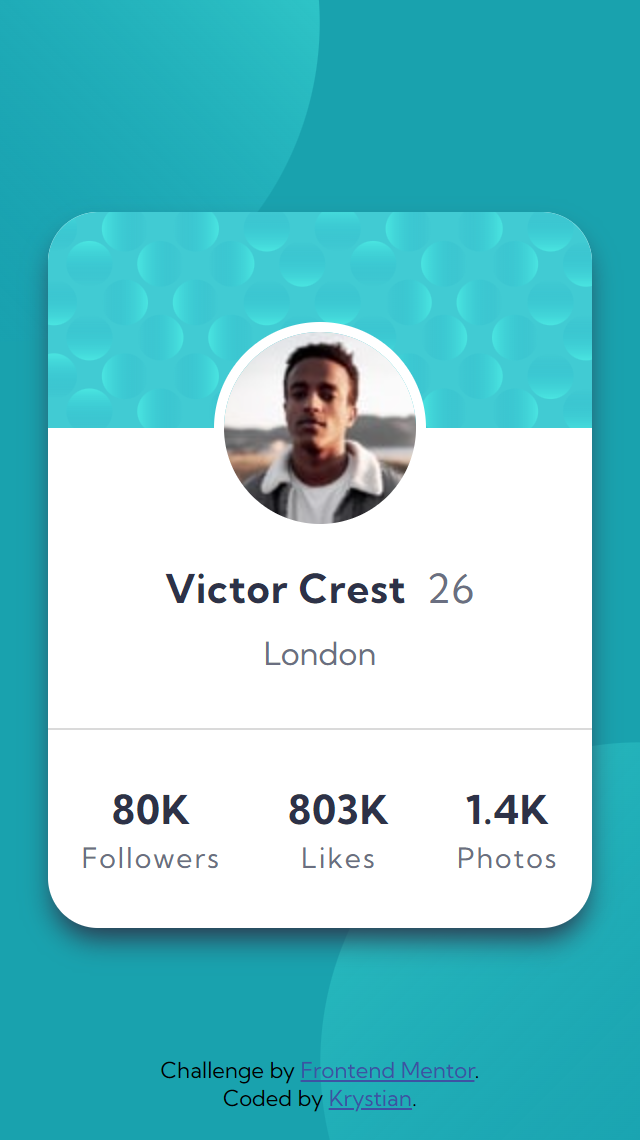 Victor Crest 26
London
80K 803K 1.4K
Followers Likes Photos
Challenge by Frontend Mentor.
Coded by Krystian.